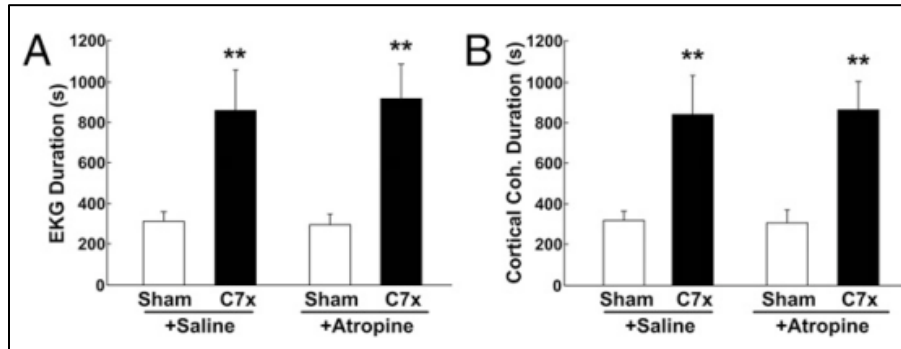 A
EKG Duration (s)
1200
1000
800
600
400
200
0
**
**
Sham C7x Sham C7x
+Saline +Atropine
B
Cortical Coh. Duration (s)
1200
1000
800
600
400
200
0
**
**
Sham C7x Sham C7x
+Saline +Atropine